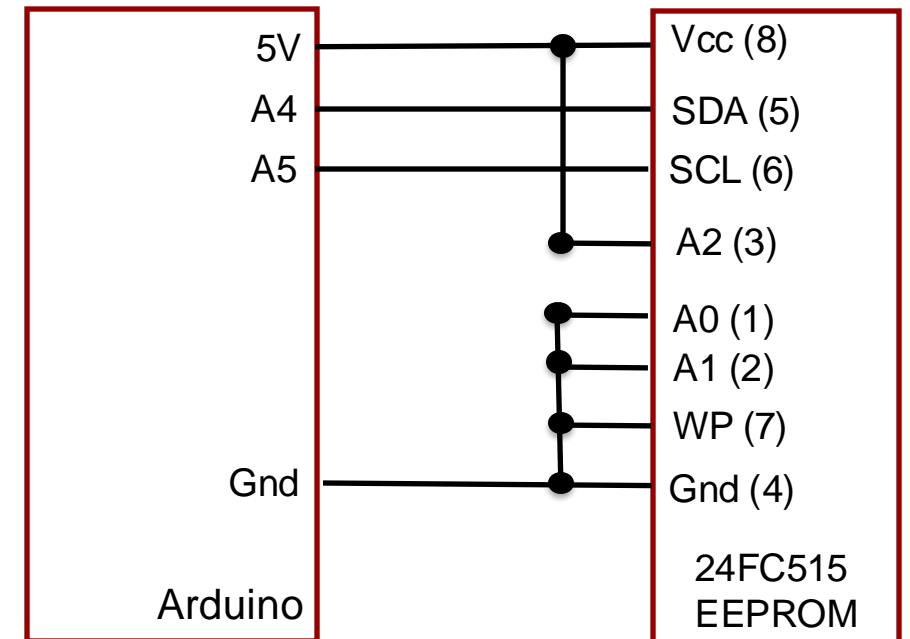 5V
A4
A5
Gnd
Arduino
Vcc (8)
SDA (5)
SCL (6)
A2 (3)
A0 (1)
A1 (2)
WP (7)
Gnd (4)
24FC515
EEPROM